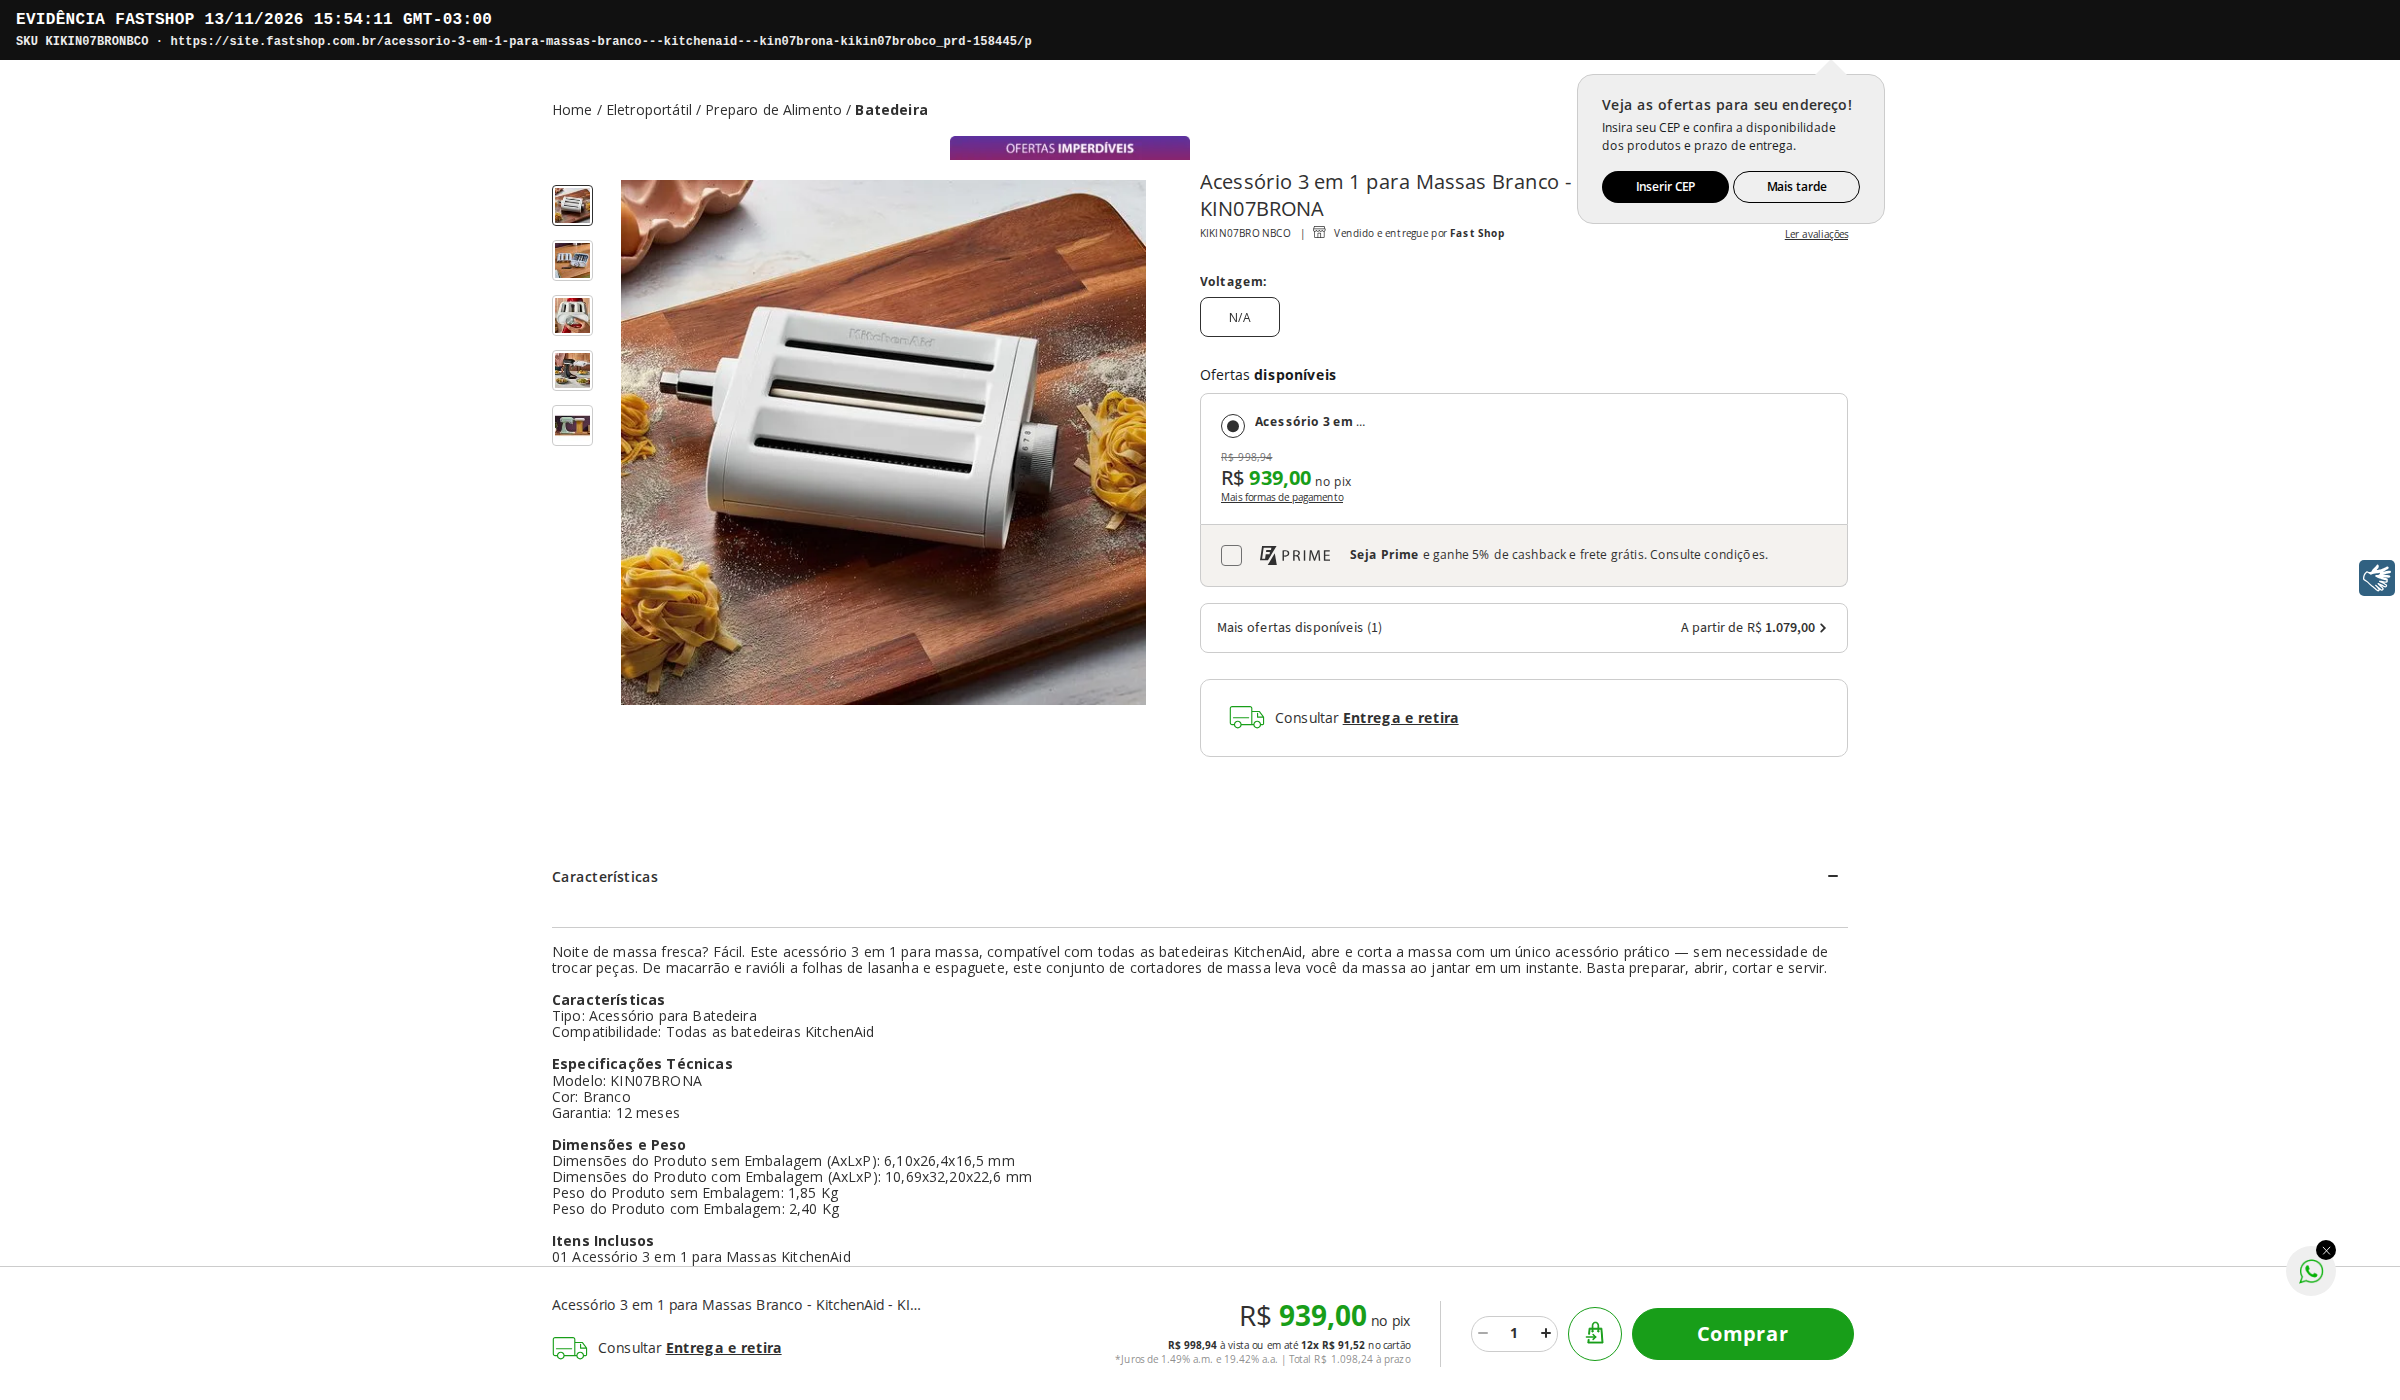 EVIDÊNCIA FASTSHOP 13/11/2026 15:54:11 GMT-03:00
SKU KIKIN07BRONBCO · https://site.fastshop.com.br/acessorio-3-em-1-para-massas-branco---kitchenaid---kin07brona-kikin07brobco_prd-158445/p
Home / Eletroportátil / Preparo de Alimento / Batedeira
Veja as ofertas para seu endereço!
Insira seu CEP e confira a disponibilidade
dos produtos e prazo de entrega.
Inserir CEP
Mais tarde
OFERTAS IMPERDÍVEIS
Acessório 3 em 1 para Massas Branco -
KIN07BRONA
KIKIN07BRONBCO | Vendido e entregue por Fast Shop
Ler avaliações
KitchenAid
Voltagem:
N/A
Ofertas disponíveis
Acessório 3 em ...
R$ 998,94
R$ 939,00 no pix
Mais formas de pagamento
PRIME Seja Prime e ganhe 5% de cashback e frete grátis. Consulte condições.
Mais ofertas disponíveis (1)
A partir de R$ 1.079,00
Consultar Entrega e retira
Características
Noite de massa fresca? Fácil. Este acessório 3 em 1 para massa, compatível com todas as batedeiras KitchenAid, abre e corta a massa com um único acessório prático — sem necessidade de
trocar peças. De macarrão e ravióli a folhas de lasanha e espaguete, este conjunto de cortadores de massa leva você da massa ao jantar em um instante. Basta preparar, abrir, cortar e servir.
Características
Tipo: Acessório para Batedeira
Compatibilidade: Todas as batedeiras KitchenAid
Especificações Técnicas
Modelo: KIN07BRONA
Cor: Branco
Garantia: 12 meses
Dimensões e Peso
Dimensões do Produto sem Embalagem (AxLxP): 6,10x26,4x16,5 mm
Dimensões do Produto com Embalagem (AxLxP): 10,69x32,20x22,6 mm
Peso do Produto sem Embalagem: 1,85 Kg
Peso do Produto com Embalagem: 2,40 Kg
Itens Inclusos
01 Acessório 3 em 1 para Massas KitchenAid
Acessório 3 em 1 para Massas Branco - KitchenAid - KI...
Consultar Entrega e retira
R$ 939,00 no pix
R$ 998,94 à vista ou em até 12x R$ 91,52 no cartão
*Juros de 1.49% a.m. e 19.42% a.a. | Total R$ 1.098,24 à prazo
1
Comprar